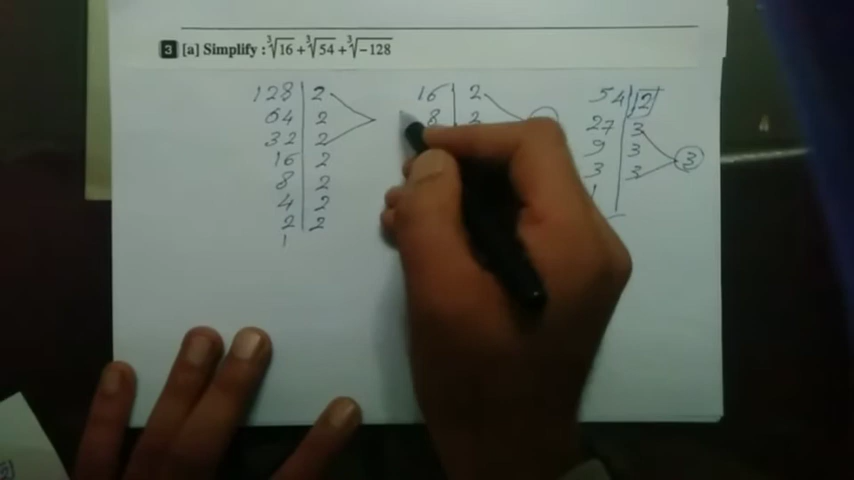 3 [a] Simplify : ∛16 + ∛54 + ∛-128
128 | 2 16 | 2 54 | 2
64 | 2 8 | 2 27 | 3
32 | 2 9 | 3 3
16 | 2 3 | 3
8 | 2 1
4 | 2
2 | 2
1